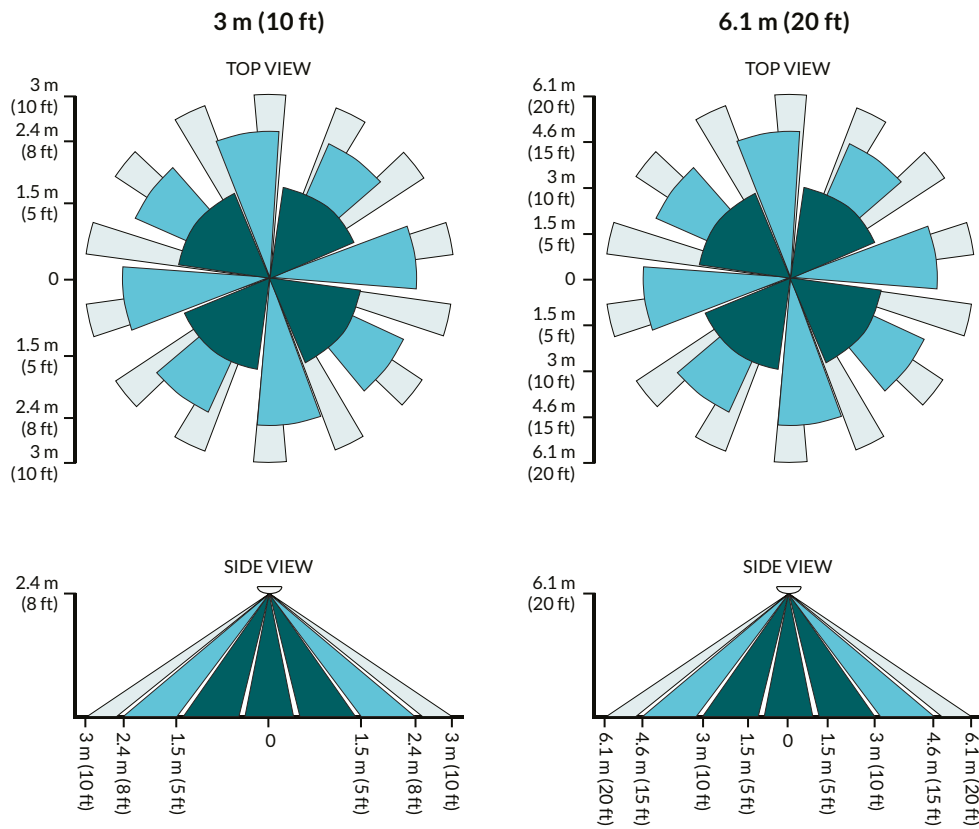 3 m (10 ft)
TOP VIEW
3 m
(10 ft)
2.4 m
(8 ft)
1.5 m
(5 ft)
0
1.5 m
(5 ft)
2.4 m
(8 ft)
3 m
(10 ft)
SIDE VIEW
2.4 m
(8 ft)
3 m (10 ft)
2.4 m (8 ft)
1.5 m (5 ft)
0
1.5 m (5 ft)
2.4 m (8 ft)
3 m (10 ft)
6.1 m (20 ft)
TOP VIEW
6.1 m
(20 ft)
4.6 m
(15 ft)
3 m
(10 ft)
1.5 m
(5 ft)
0
1.5 m
(5 ft)
3 m
(10 ft)
4.6 m
(15 ft)
6.1 m
(20 ft)
SIDE VIEW
6.1 m
(20 ft)
6.1 m (20 ft)
4.6 m (15 ft)
3 m (10 ft)
1.5 m (5 ft)
0
1.5 m (5 ft)
3 m (10 ft)
4.6 m (15 ft)
6.1 m (20 ft)